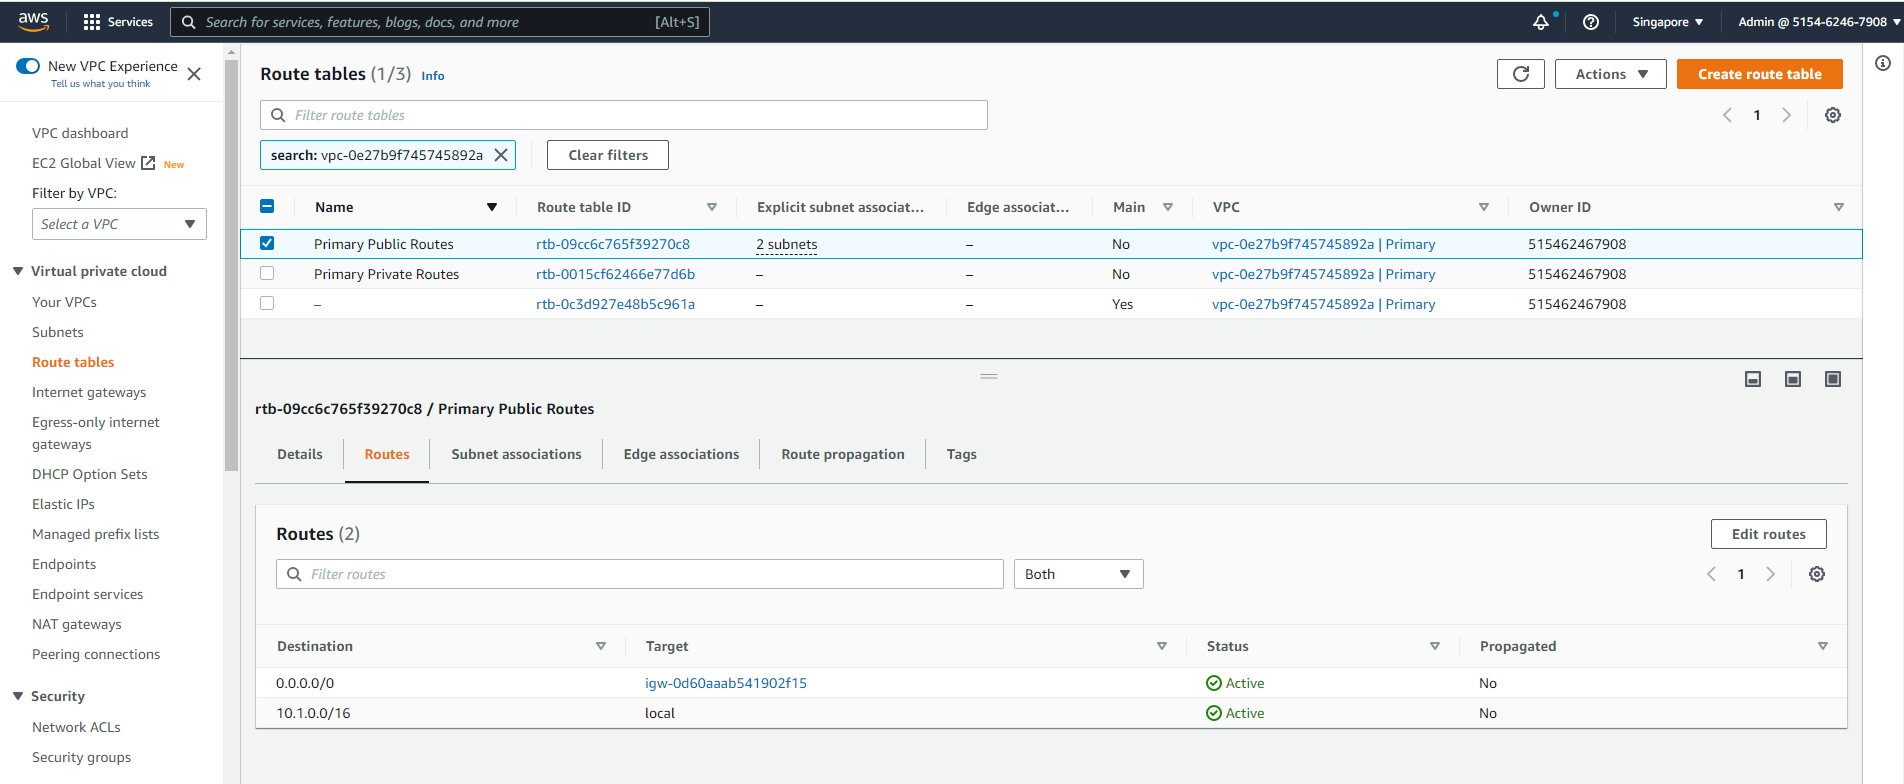 aws
Services
Search for services, features, blogs, docs, and more
[Alt+S]
Singapore
Admin @ 5154-6246-7908
New VPC Experience
Tell us what you think
VPC dashboard
EC2 Global View New
Filter by VPC:
Select a VPC
Virtual private cloud
Your VPCs
Subnets
Route tables
Internet gateways
Egress-only internet
gateways
DHCP Option Sets
Elastic IPs
Managed prefix lists
Endpoints
Endpoint services
NAT gateways
Peering connections
Security
Network ACLs
Security groups
Route tables (1/3) Info
Actions
Create route table
Filter route tables
1
search: vpc-0e27b9f745745892a
Clear filters
Name Route table ID Explicit subnet associat... Edge associat... Main VPC Owner ID
Primary Public Routes rtb-09cc6c765f39270c8 2 subnets – No vpc-0e27b9f745745892a | Primary 515462467908
Primary Private Routes rtb-0015cf62466e77d6b – – No vpc-0e27b9f745745892a | Primary 515462467908
– rtb-0c3d927e48b5c961a – – Yes vpc-0e27b9f745745892a | Primary 515462467908
rtb-09cc6c765f39270c8 / Primary Public Routes
Details Routes Subnet associations Edge associations Route propagation Tags
Routes (2)
Edit routes
Filter routes
Both
1
Destination Target Status Propagated
0.0.0.0/0 igw-0d60aaab541902f15 Active No
10.1.0.0/16 local Active No